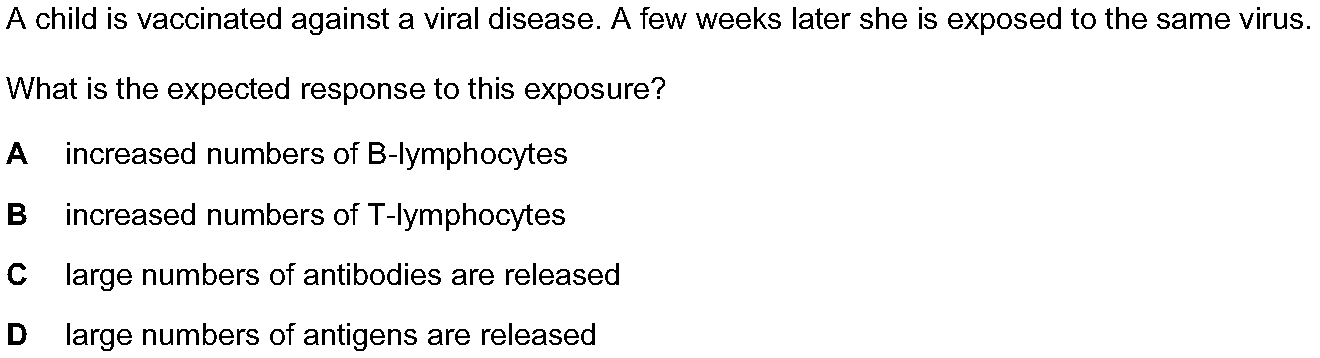 A child is vaccinated against a viral disease. A few weeks later she is exposed to the same virus.
What is the expected response to this exposure?
A increased numbers of B-lymphocytes
B increased numbers of T-lymphocytes
C large numbers of antibodies are released
D large numbers of antigens are released